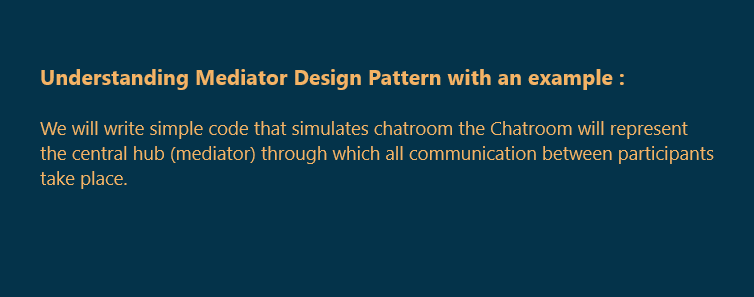 Understanding Mediator Design Pattern with an example :
We will write simple code that simulates chatroom the Chatroom will represent
the central hub (mediator) through which all communication between participants
take place.